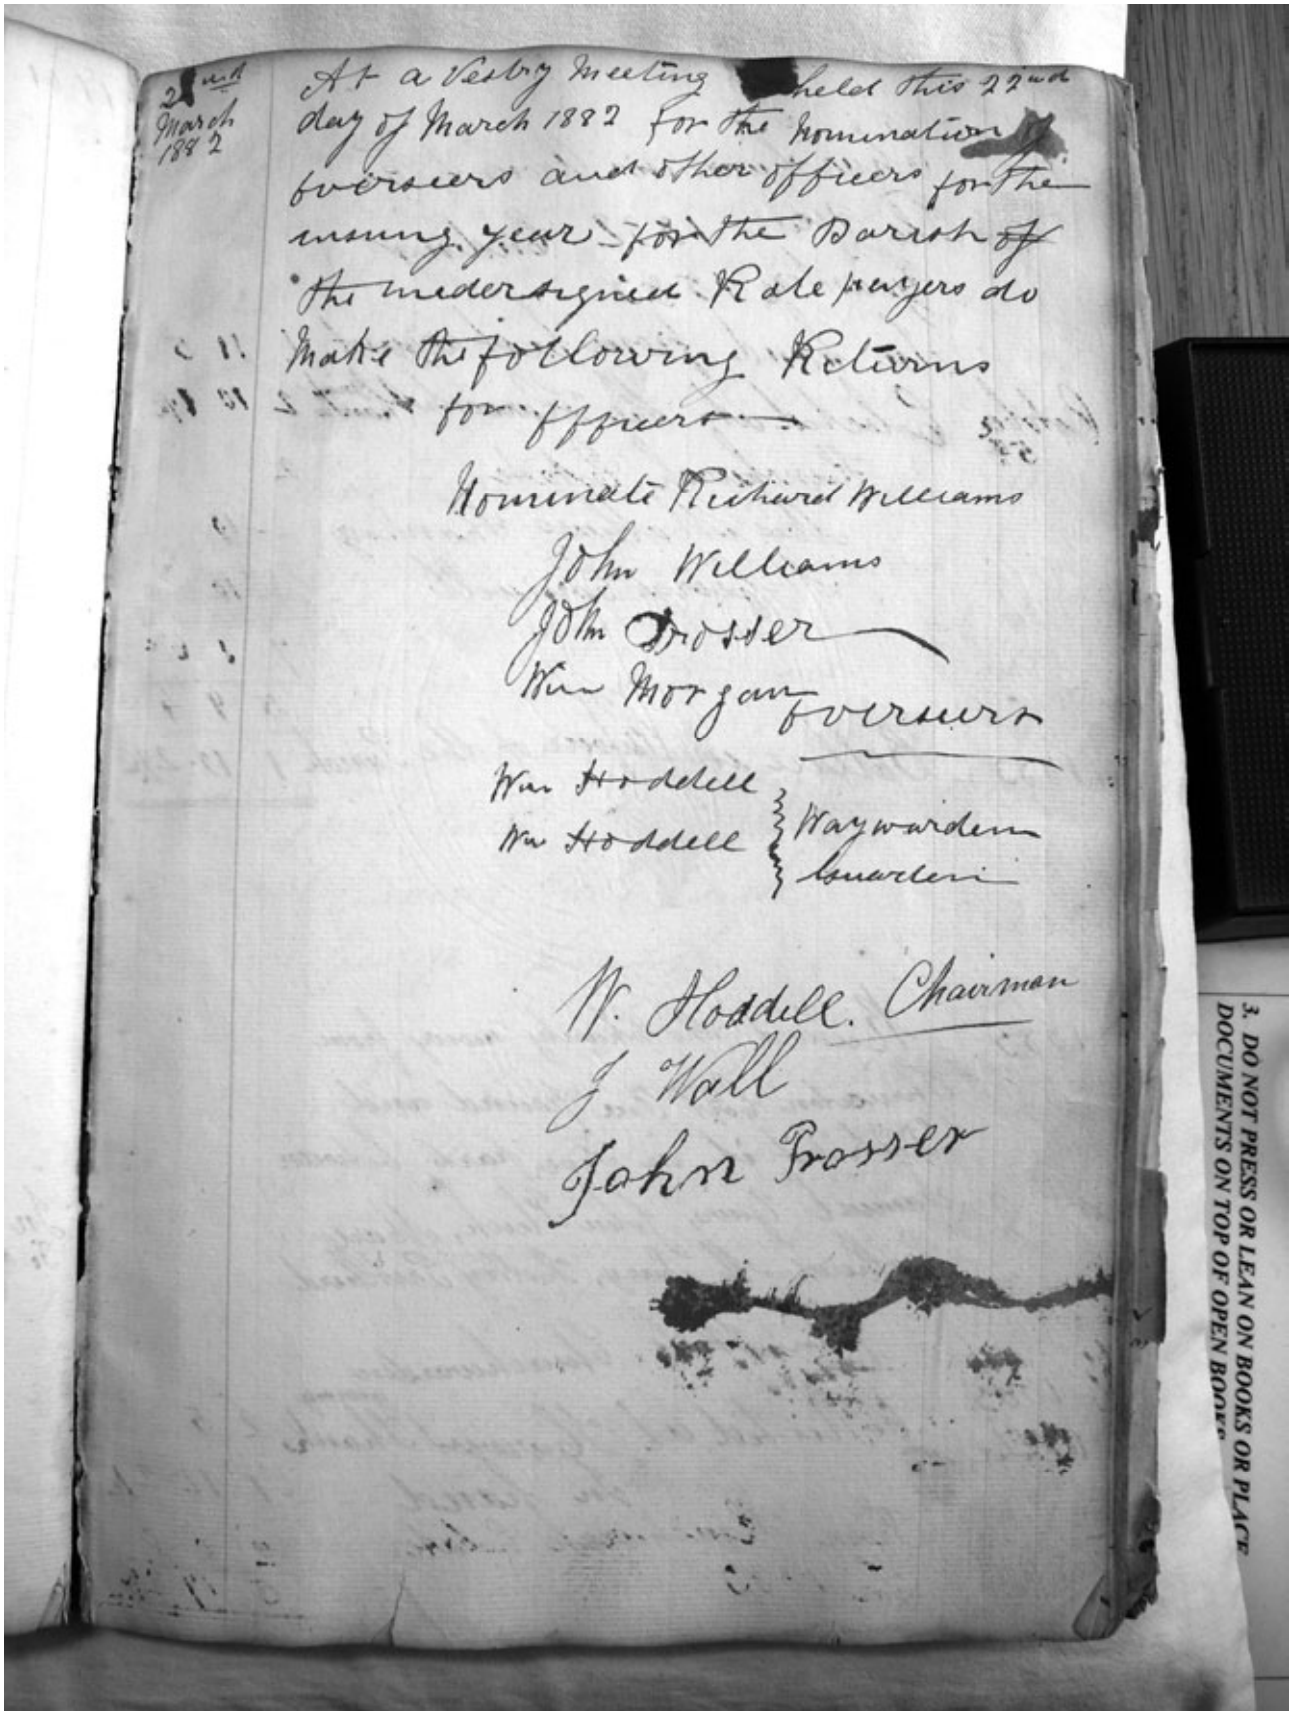 22nd
March
1882
At a Vestry Meeting held this 22nd
day of March 1882 for the Nomination of
Overseers and other officers for the
ensuing year for the Parish of
the undersigned Rate payers do
Make the following Returns
for officers
Nominate Richard Williams
John Williams
John Prosser
Wm Morgan Overseers
Wm Hoddell
Wm Hoddell
Waywarden
Guardian
W. Hoddell. Chairman
J Wall
John Prosser
3. DO NOT PRESS OR LEAN ON BOOKS OR PLACE
DOCUMENTS ON TOP OF OPEN BOOKS